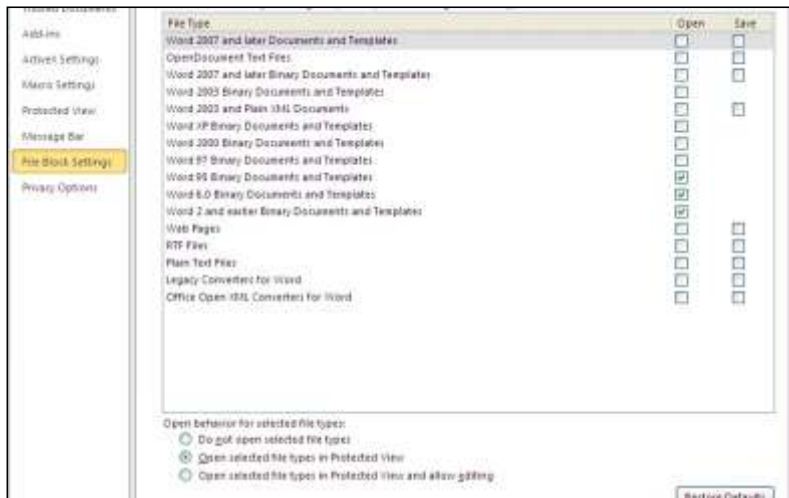 Trusted Documents
Add-ins
ActiveX Settings
Macro Settings
Protected View
Message Bar
File Block Settings
Privacy Options
File Type Open Save
Word 2007 and later Documents and Templates
OpenDocument Text Files
Word 2007 and later Binary Documents and Templates
Word 2003 Binary Documents and Templates
Word 2003 and Plain XML Documents
Word XP Binary Documents and Templates
Word 2000 Binary Documents and Templates
Word 97 Binary Documents and Templates
Word 95 Binary Documents and Templates
Word 6.0 Binary Documents and Templates
Word 2 and earlier Binary Documents and Templates
Web Pages
RTF Files
Plain Text Files
Legacy Converters for Word
Office Open XML Converters for Word
Open behavior for selected file types:
Do not open selected file types
Open selected file types in Protected View
Open selected file types in Protected View and allow editing
Restore Defaults